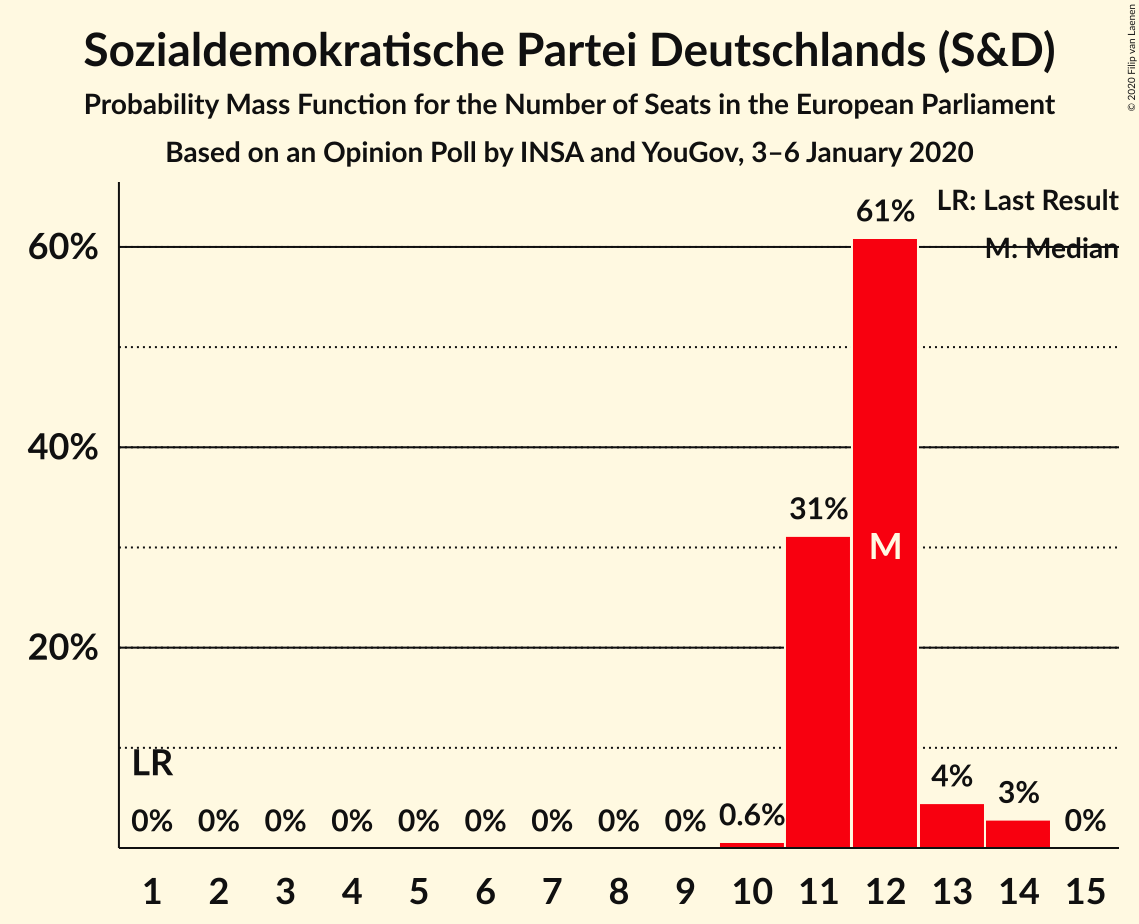 Sozialdemokratische Partei Deutschlands (S&D)
Probability Mass Function for the Number of Seats in the European Parliament
Based on an Opinion Poll by INSA and YouGov, 3–6 January 2020
© 2020 Filip van Laenen
LR: Last Result
M: Median
60%
40%
20%
61%
31%
M
LR
0% 0% 0% 0% 0% 0% 0% 0% 0% 0.6% 4% 3% 0%
1 2 3 4 5 6 7 8 9 10 11 12 13 14 15